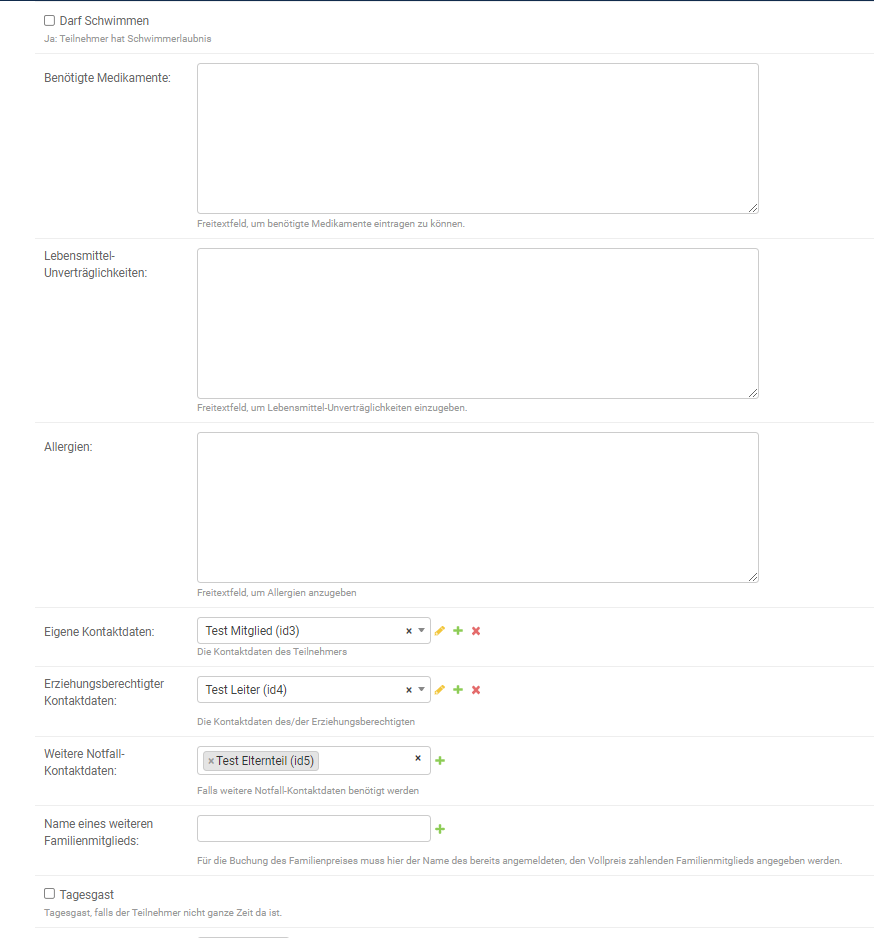 Darf Schwimmen
Ja: Teilnehmer hat Schwimmerlaubnis
Benötigte Medikamente:
Freitextfeld, um benötigte Medikamente eintragen zu können.
Lebensmittel-
Unverträglichkeiten:
Freitextfeld, um Lebensmittel-Unverträglichkeiten einzugeben.
Allergien:
Freitextfeld, um Allergien anzugeben
Eigene Kontaktdaten:
Test Mitglied (id3)
Die Kontaktdaten des Teilnehmers
Erziehungsberechtigter
Kontaktdaten:
Test Leiter (id4)
Die Kontaktdaten des/der Erziehungsberechtigten
Weitere Notfall-
Kontaktdaten:
Test Elternteil (id5)
Falls weitere Notfall-Kontaktdaten benötigt werden
Name eines weiteren
Familienmitglieds:
Für die Buchung des Familienpreises muss hier der Name des bereits angemeldeten, den Vollpreis zahlenden Familienmitglieds angegeben werden.
Tagesgast
Tagesgast, falls der Teilnehmer nicht ganze Zeit da ist.